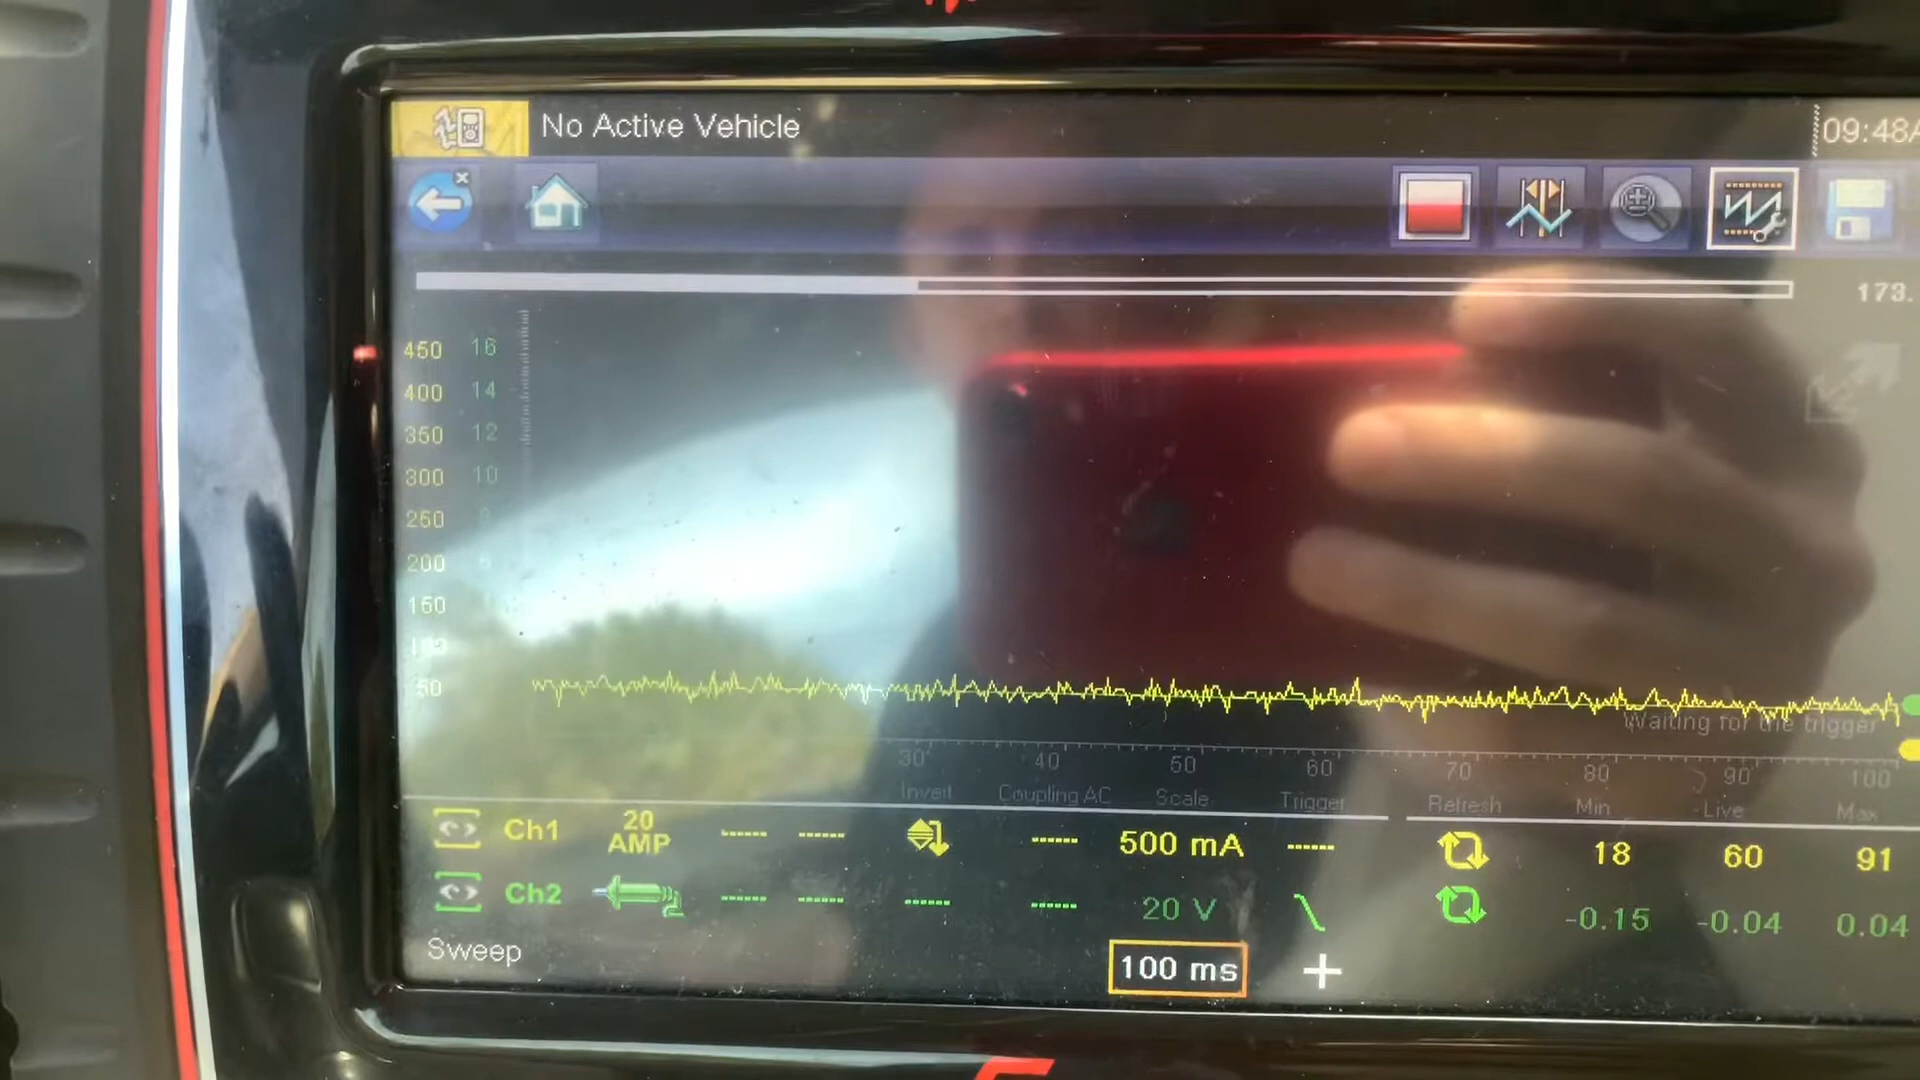 No Active Vehicle
09:48A
173.
450 16
400 14
350 12
300 10
250 8
200
150
50
Waiting for the trigger
30 40 50 60 70 80 90 100
Invert Coupling AC Scale Trigger Refresh Min Live Max
Ch1 20 AMP ------ ------ ------ 500 mA ------ 18 60 91
Ch2 ------ ------ ------ ------ 20 V -0.15 -0.04 0.04
Sweep 100 ms +